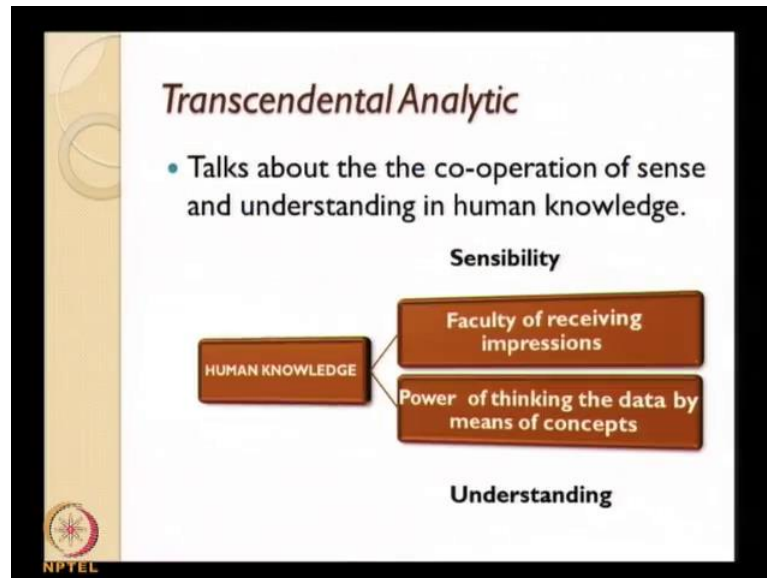 Transcendental Analytic
• Talks about the the co-operation of sense
and understanding in human knowledge.
Sensibility
Faculty of receiving
impressions
HUMAN KNOWLEDGE
Power of thinking the data by
means of concepts
Understanding
NPTEL